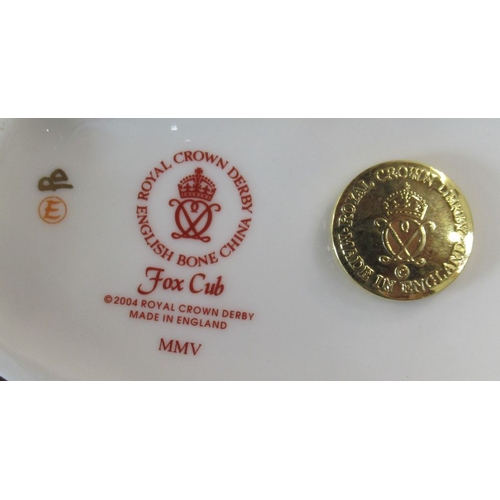 ROYAL CROWN DERBY
ENGLISH BONE CHINA
Fox Cub
© 2004 ROYAL CROWN DERBY
MADE IN ENGLAND
MMV
E
ROYAL CROWN DERBY
MADE IN ENGLAND
©